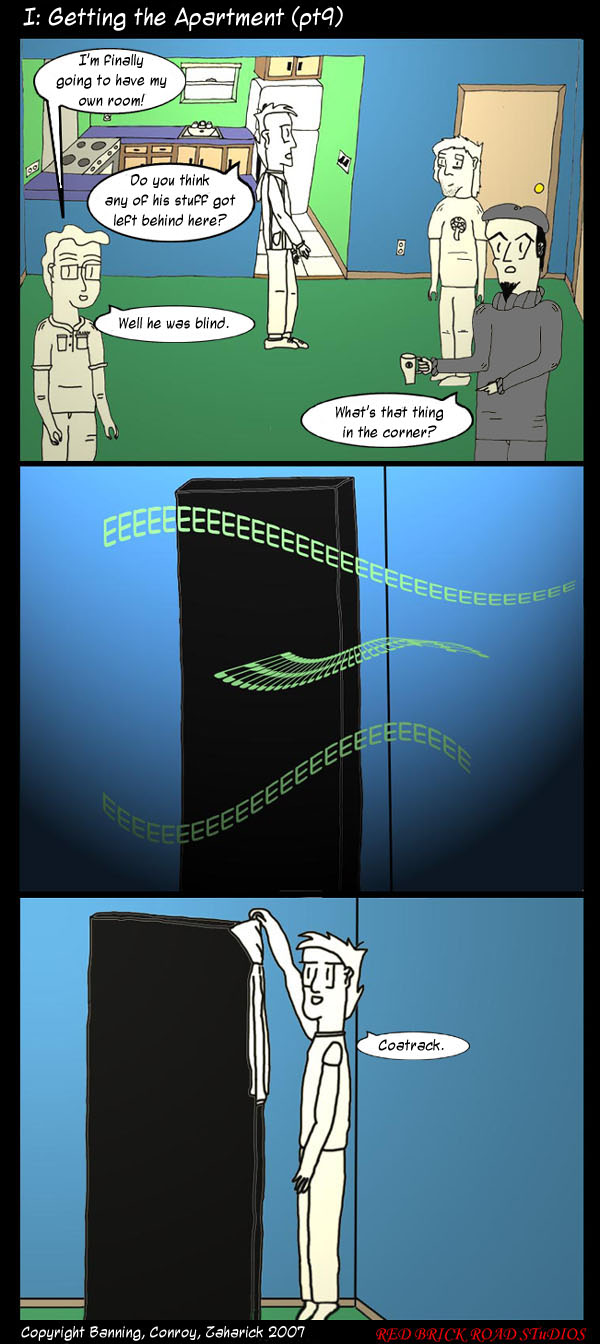 I: Getting the Apartment (pt9)
I'm finally
going to have my
own room!
Do you think
any of his stuff got
left behind here?
Well he was blind.
What's that thing
in the corner?
EEEEEEEEEEEEEEEEEEEEEEEEEEEEEEEEE
EEEEEEEEEEEEEEEEEEEEEEEEEE
Coatrack.
Copyright Banning, Conroy, Zaharick 2007
RED BRICK ROAD STuDIOS